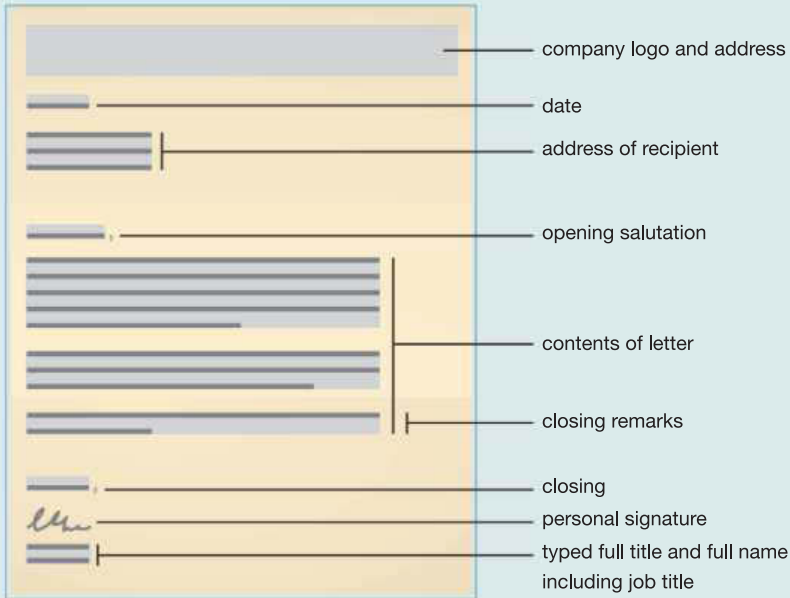 company logo and address
date
address of recipient
opening salutation
contents of letter
closing remarks
closing
personal signature
typed full title and full name
including job title